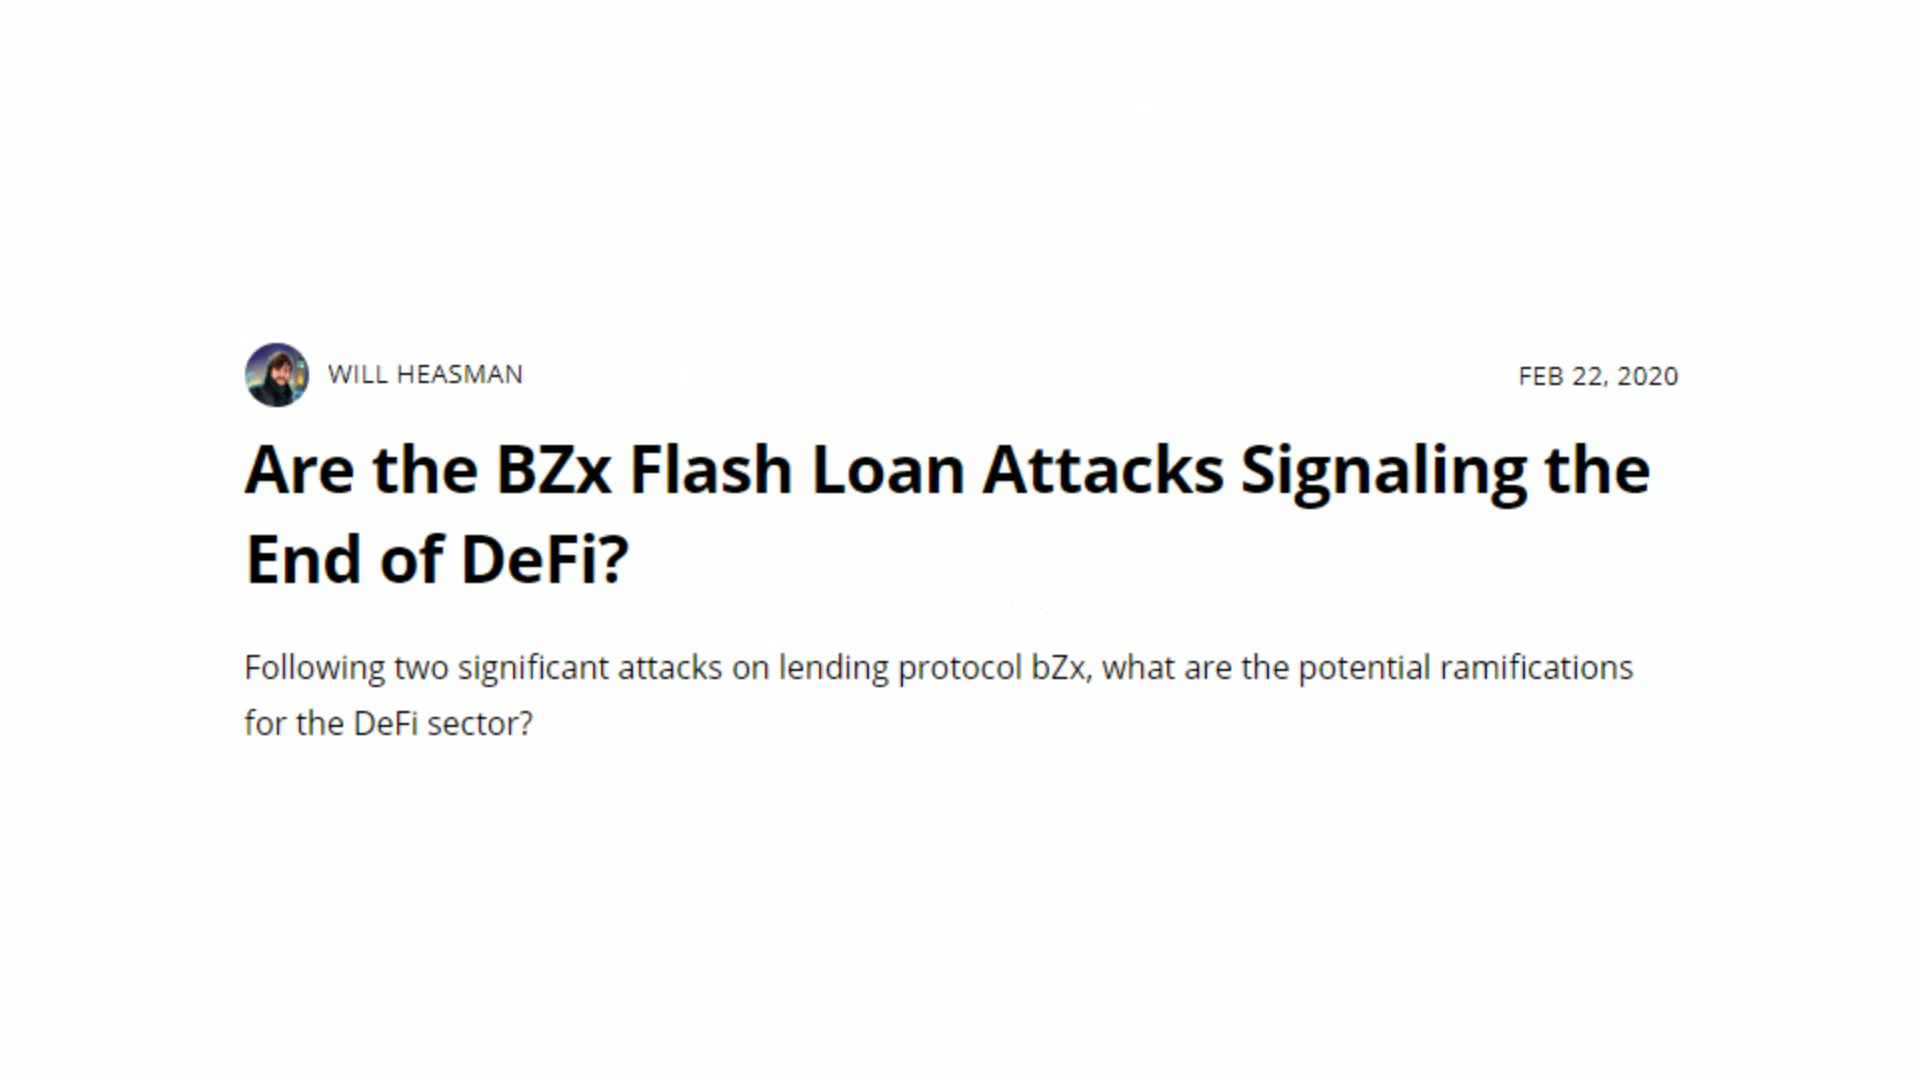 WILL HEASMAN
FEB 22, 2020
Are the BZx Flash Loan Attacks Signaling the
End of DeFi?
Following two significant attacks on lending protocol bZx, what are the potential ramifications
for the DeFi sector?